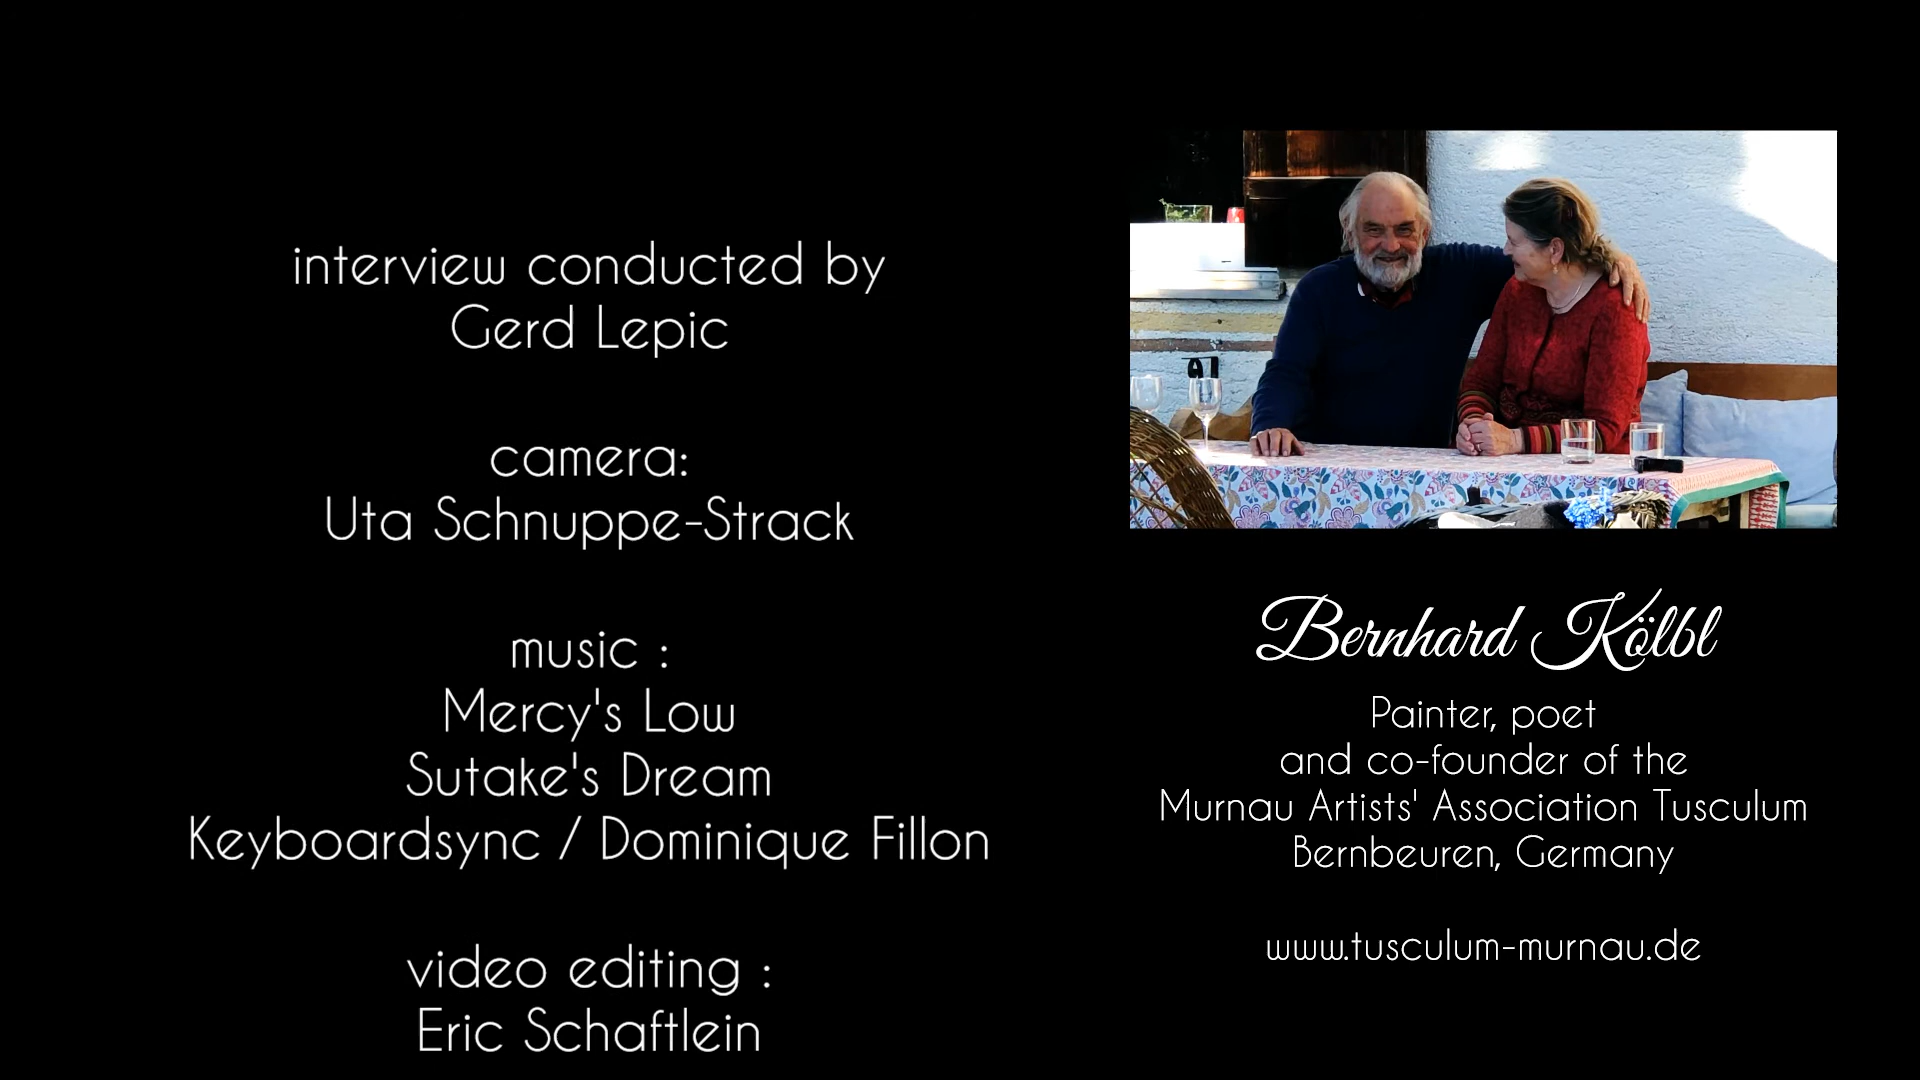 interview conducted by
Gerd Lepic
camera:
Uta Schnuppe-Strack
music :
Mercy's Low
Sutake's Dream
Keyboardsync / Dominique Fillon
video editing :
Eric Schaftlein
Bernhard Kölbl
Painter, poet
and co-founder of the
Murnau Artists' Association Tusculum
Bernbeuren, Germany
www.tusculum-murnau.de